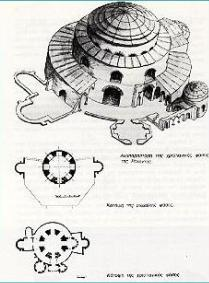 Αναπαράσταση της χριστιανικής φάσης
της Ροτόντας.
Κάτοψη της ρωμαϊκής φάσης.
Κάτοψη της χριστιανικής φάσης.